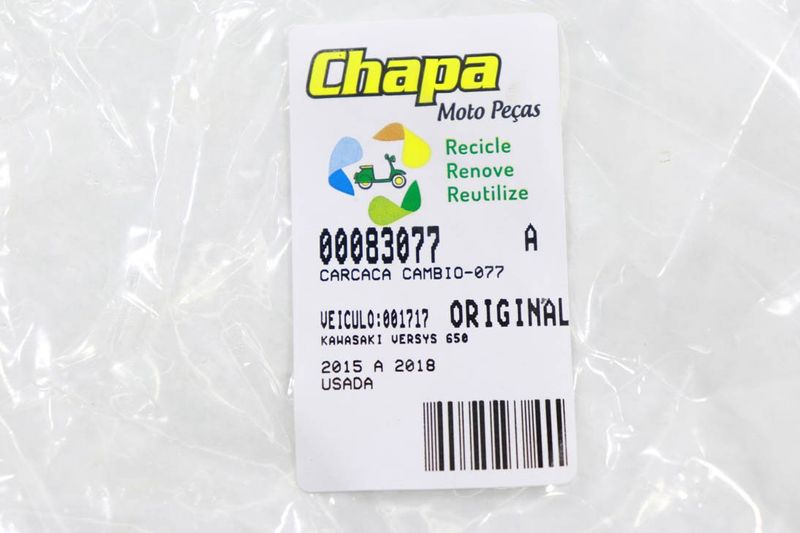 Chapa
Moto Peças
Recicle
Renove
Reutilize
00083077 A
CARCACA CAMBIO-077
VEICULO:001717 ORIGINAL
KAWASAKI VERSYS 650
2015 A 2018
USADA